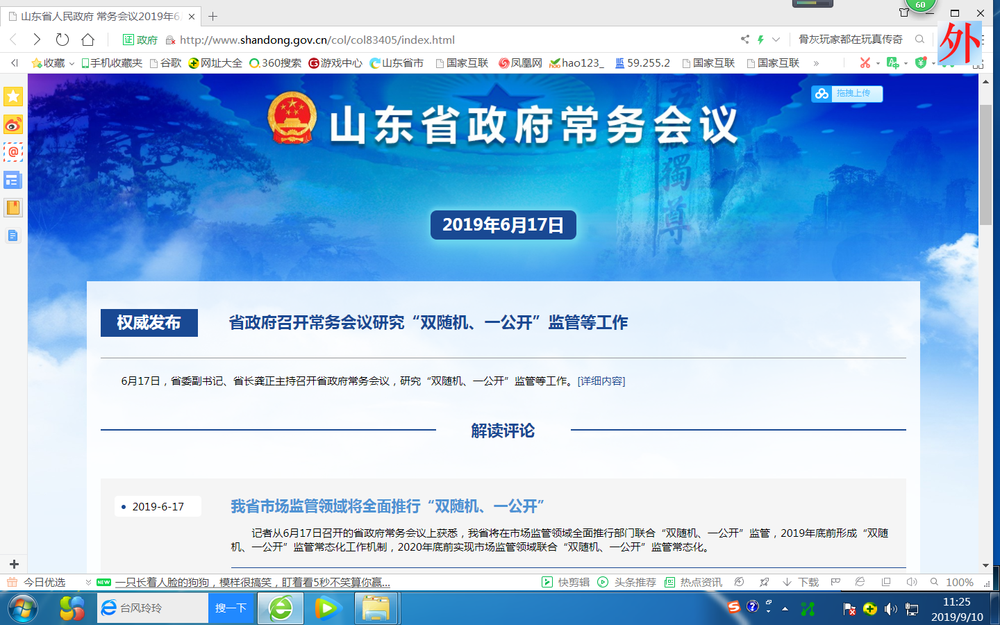 60
山东省人民政府 常务会议2019年6
证 政府 http://www.shandong.gov.cn/col/col83405/index.html 骨灰玩家都在玩真传奇
外
收藏 手机收藏夹 谷歌 网址大全 360搜索 游戏中心 山东省市 国家互联 凤凰网 hao123_ 蓝 59.255.2 国家互联 国家互联 »
山东省政府常务会议
拖拽上传
獨
尊
2019年6月17日
权威发布
省政府召开常务会议研究“双随机、一公开”监管等工作
6月17日，省委副书记、省长龚正主持召开省政府常务会议，研究“双随机、一公开”监管等工作。[详细内容]
解读评论
2019-6-17
我省市场监管领域将全面推行“双随机、一公开”
记者从6月17日召开的省政府常务会议上获悉，我省将在市场监管领域全面推行部门联合“双随机、一公开”监管，2019年底前形成“双随
机、一公开”监管常态化工作机制，2020年底前实现市场监管领域联合“双随机、一公开”监管常态化。
今日优选 NEW 一只长着人脸的狗狗，模样很搞笑，盯着看5秒不笑算你赢... 快剪辑 头条推荐 热点资讯 下载 100%
台风玲玲 搜一下
11:25
2019/9/10